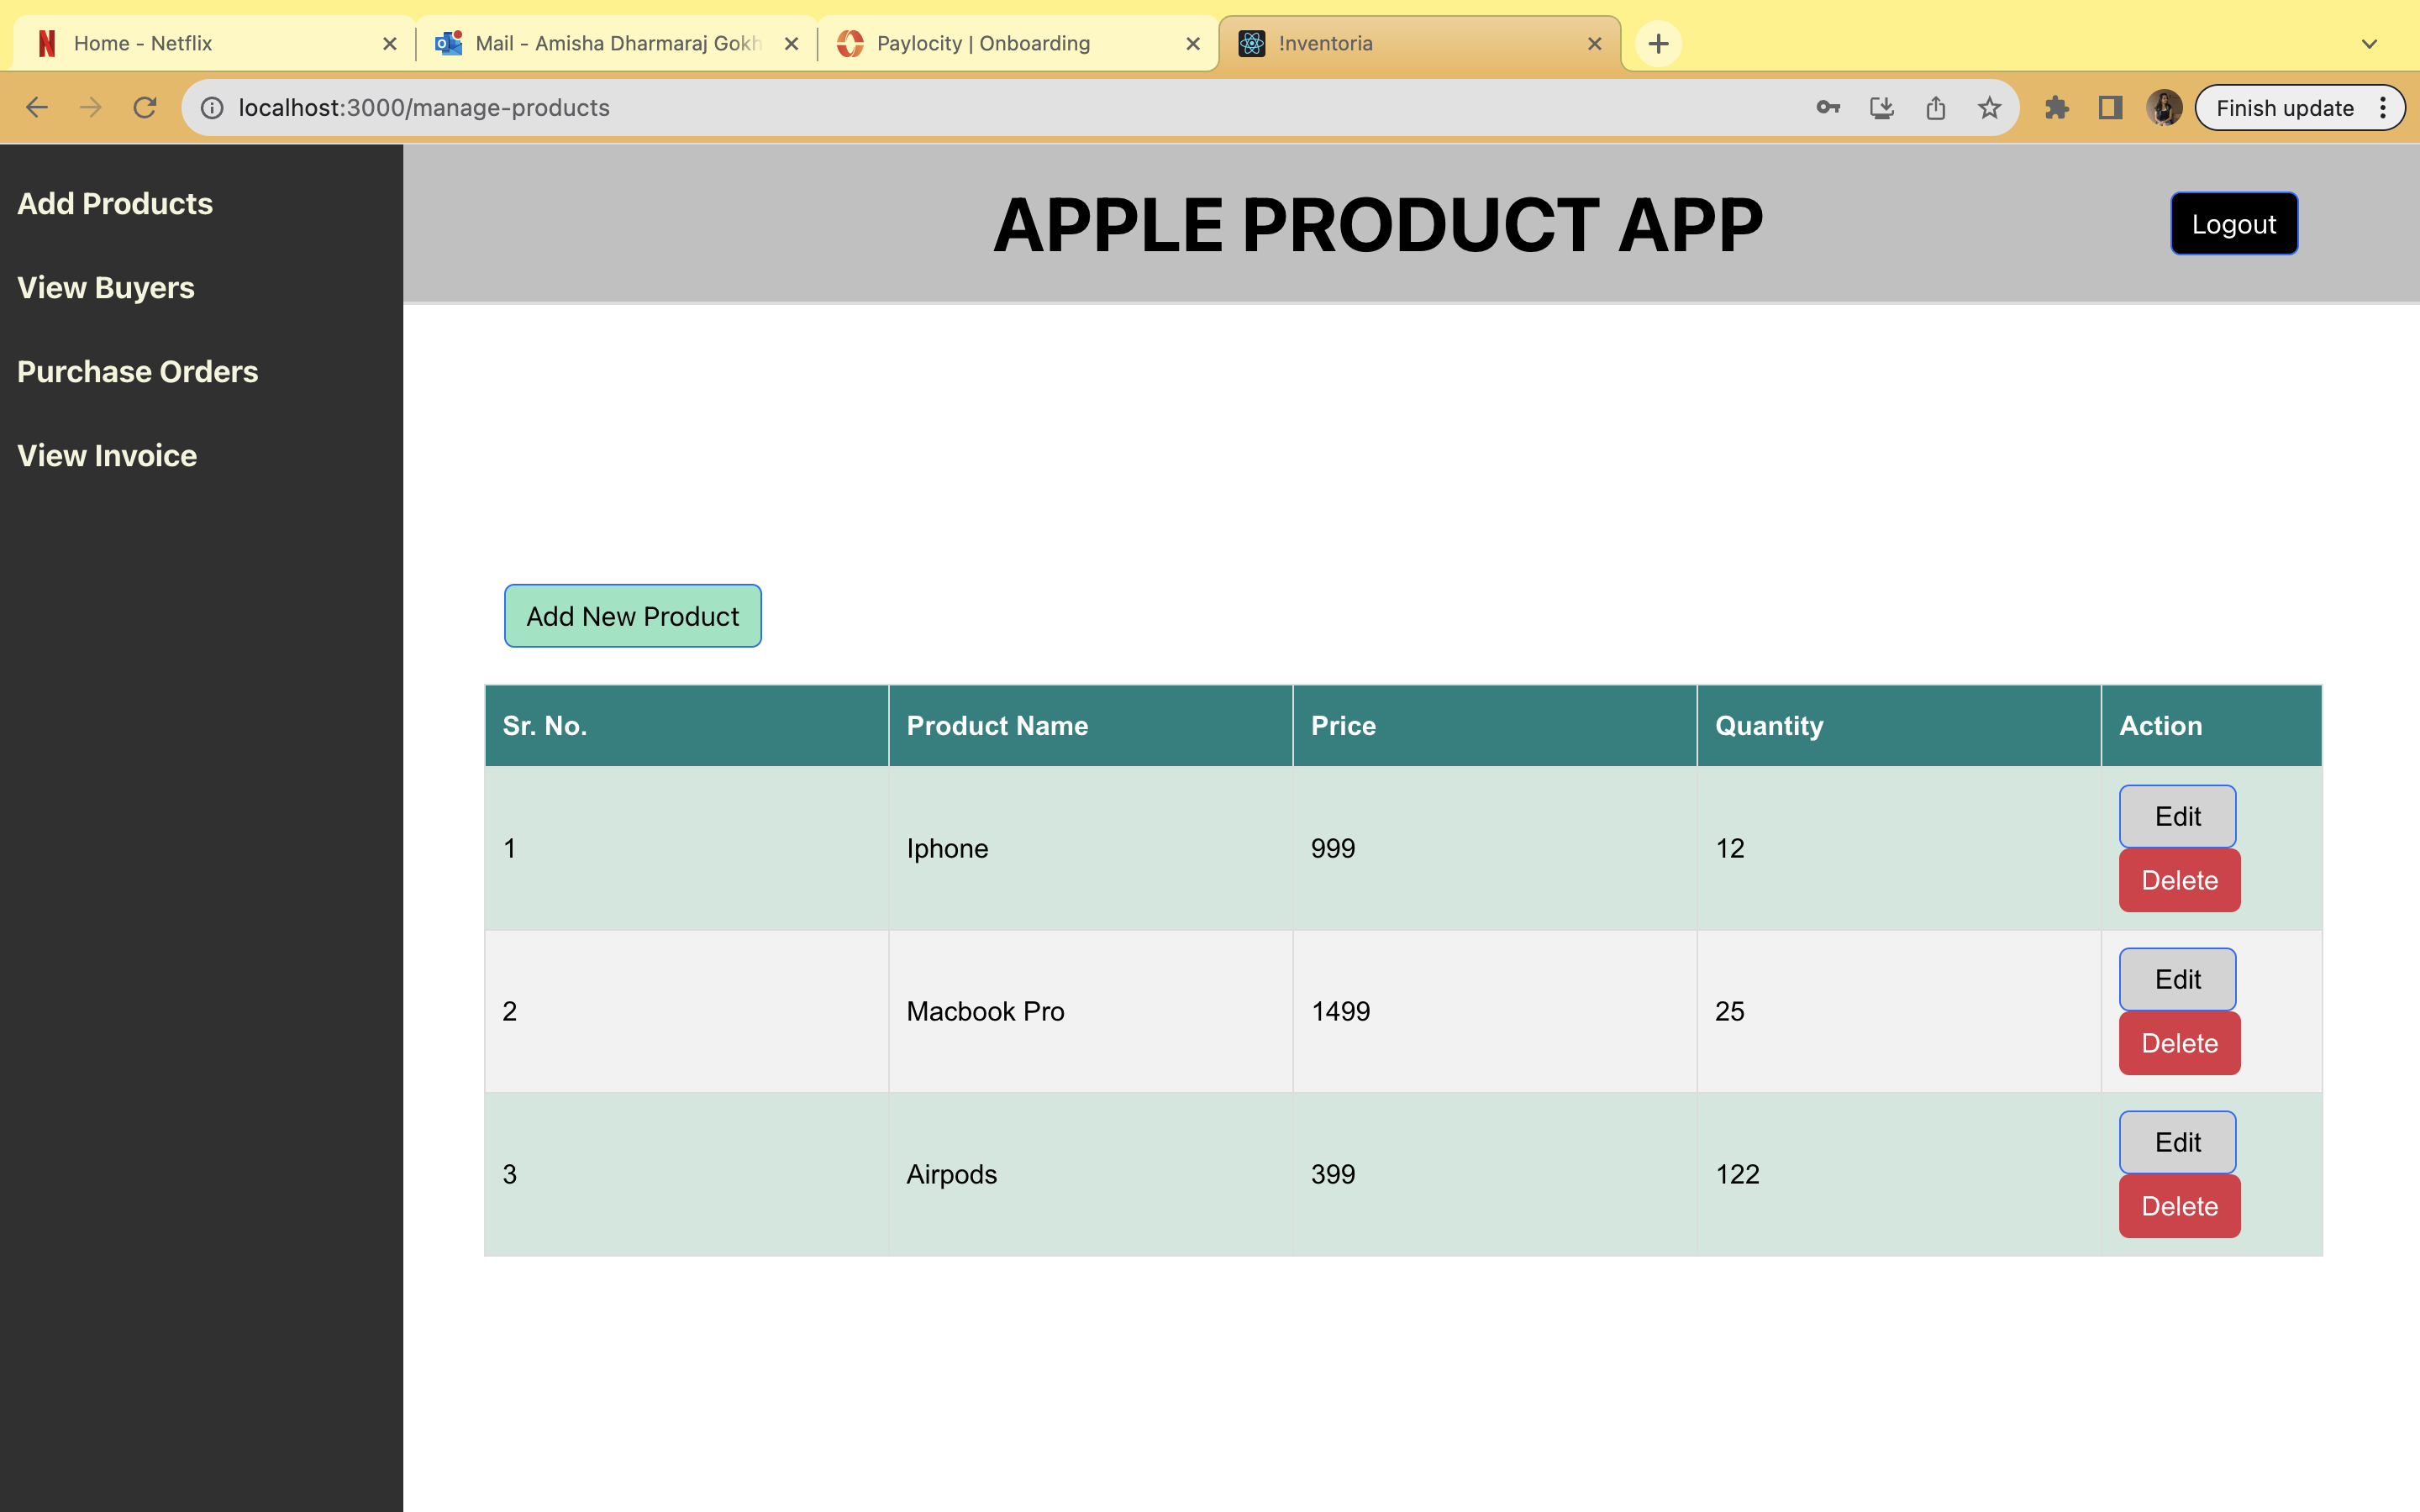 Home - Netflix
Mail - Amisha Dharmaraj Gokh
Paylocity | Onboarding
!nventoria
localhost:3000/manage-products
Finish update
Add Products
View Buyers
Purchase Orders
View Invoice
APPLE PRODUCT APP
Logout
Add New Product
Sr. No. Product Name Price Quantity Action
1 Iphone 999 12 Edit
Delete
2 Macbook Pro 1499 25 Edit
Delete
3 Airpods 399 122 Edit
Delete